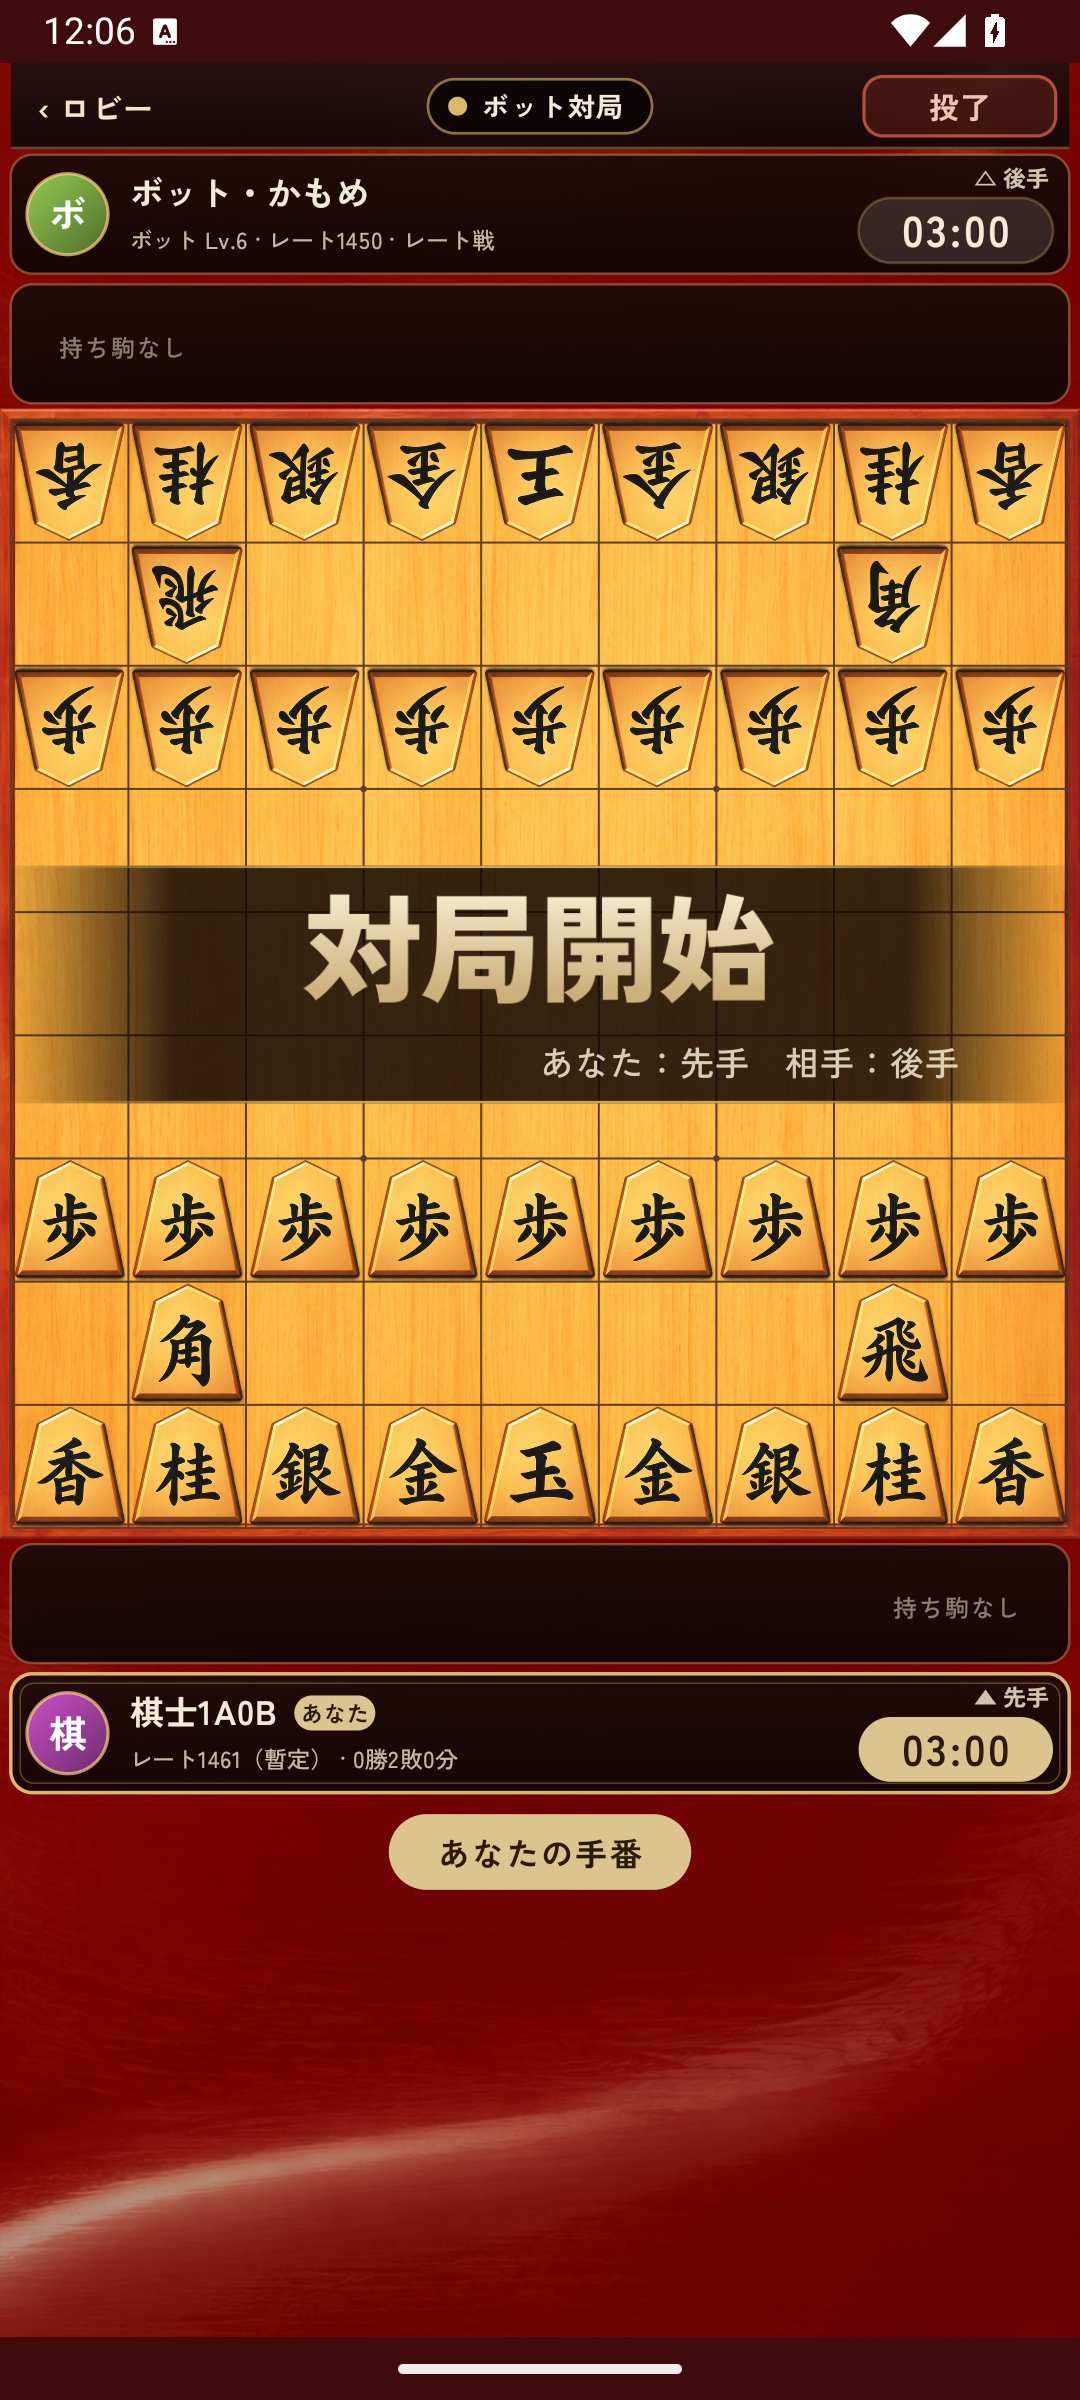 12:06
‹ ロビー
ボット対局
投了
ボ
ボット・かもめ
ボット Lv.6 · レート1450 · レート戦
△ 後手
03:00
持ち駒なし
香 桂 銀 金 王 金 銀 桂 香
飛 角
歩 歩 歩 歩 歩 歩 歩 歩 歩
対局開始
あなた：先手　相手：後手
歩 歩 歩 歩 歩 歩 歩 歩 歩
角 飛
香 桂 銀 金 玉 金 銀 桂 香
持ち駒なし
棋
棋士1A0B あなた
レート1461（暫定） · 0勝2敗0分
▲ 先手
03:00
あなたの手番